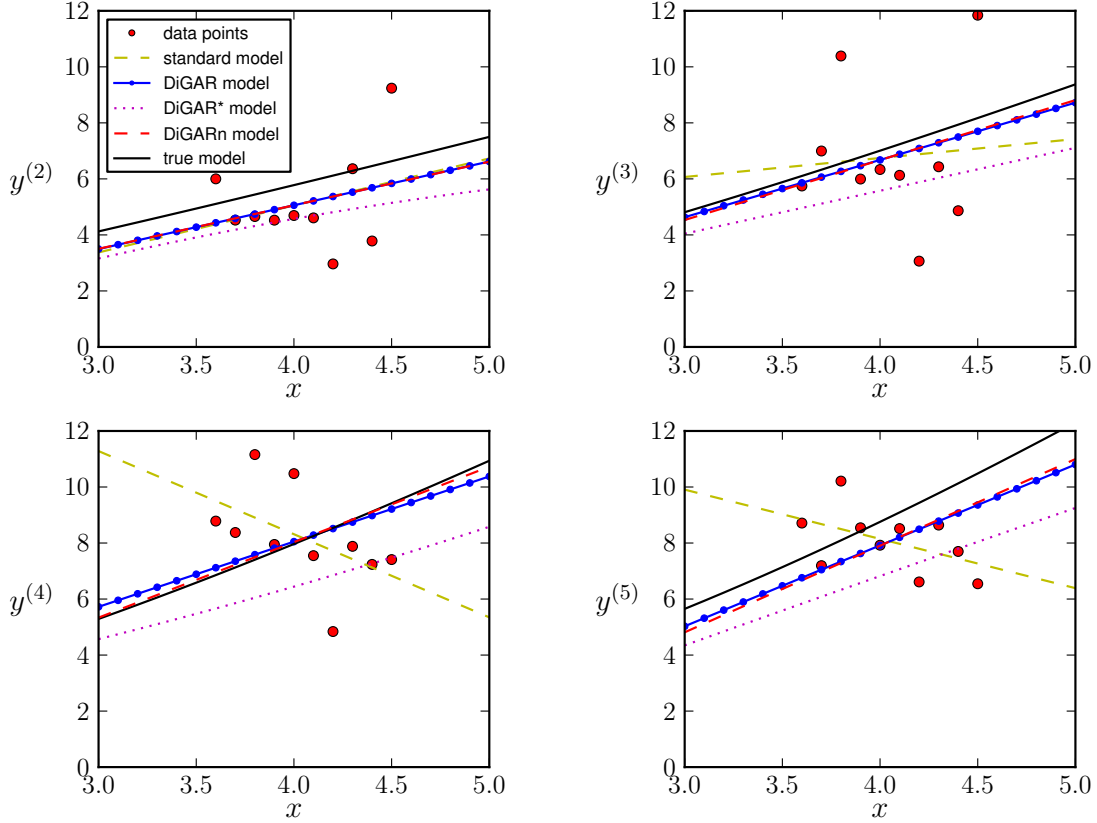 12
10
8
6
4
2
0
y^{(2)}
data points
standard model
DiGAR model
DiGAR* model
DiGARn model
true model
3.0 3.5 4.0 4.5 5.0
x
12
10
8
6
4
2
0
y^{(3)}
3.0 3.5 4.0 4.5 5.0
x
12
10
8
6
4
2
0
y^{(4)}
3.0 3.5 4.0 4.5 5.0
x
12
10
8
6
4
2
0
y^{(5)}
3.0 3.5 4.0 4.5 5.0
x